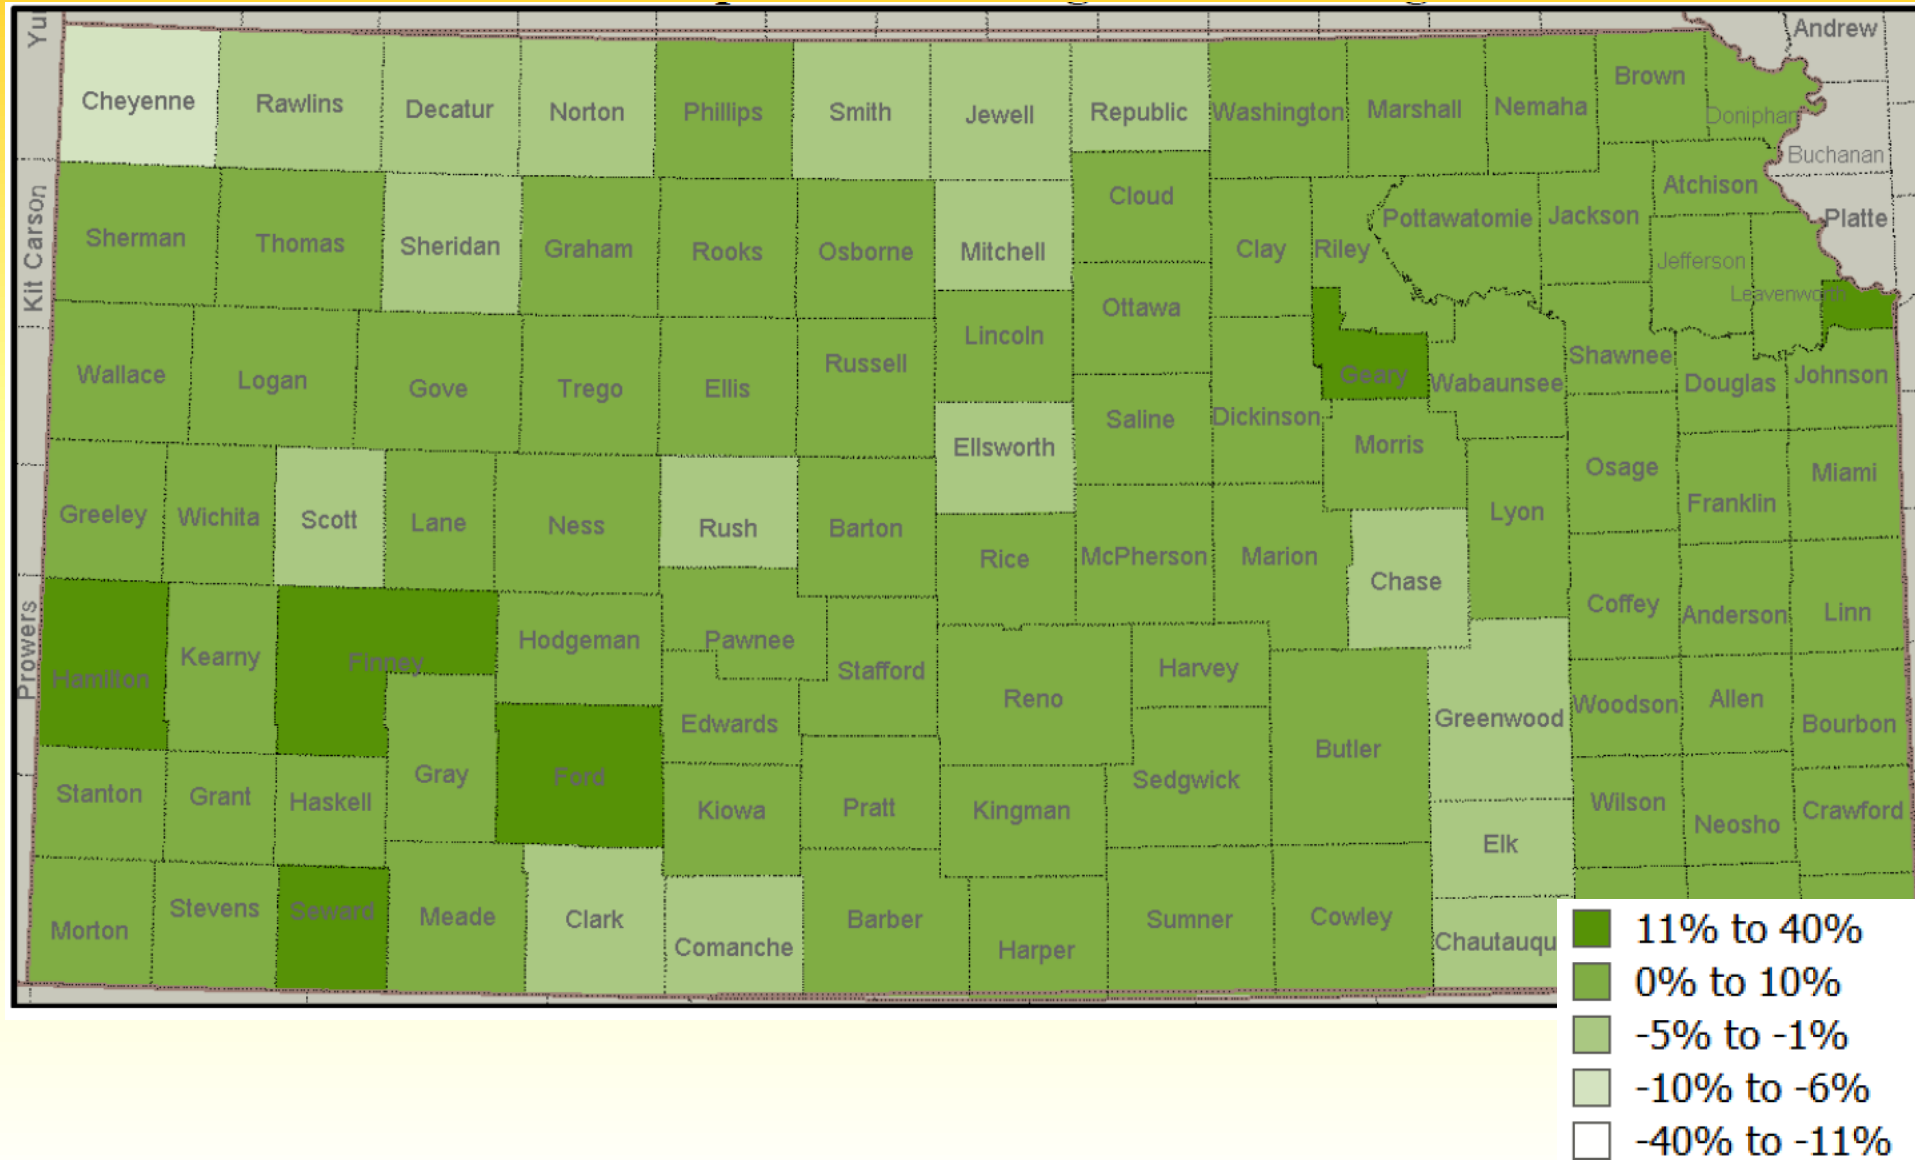 Yu
Andrew
Cheyenne
Rawlins
Decatur
Norton
Phillips
Smith
Jewell
Republic
Washington
Marshall
Nemaha
Brown
Doniphan
Buchanan
Kit Carson
Sherman
Thomas
Sheridan
Graham
Rooks
Osborne
Mitchell
Cloud
Clay
Riley
Pottawatomie
Jackson
Atchison
Platte
Jefferson
Leavenworth
Ottawa
Lincoln
Wallace
Logan
Gove
Trego
Ellis
Russell
Saline
Dickinson
Geary
Wabaunsee
Shawnee
Douglas
Johnson
Ellsworth
Morris
Osage
Miami
Greeley
Wichita
Scott
Lane
Ness
Rush
Barton
Rice
McPherson
Marion
Chase
Lyon
Franklin
Prowers
Hamilton
Kearny
Finney
Hodgeman
Pawnee
Stafford
Reno
Harvey
Coffey
Anderson
Linn
Edwards
Greenwood
Woodson
Allen
Bourbon
Stanton
Grant
Haskell
Gray
Ford
Kiowa
Pratt
Kingman
Sedgwick
Butler
Elk
Wilson
Neosho
Crawford
Morton
Stevens
Seward
Meade
Clark
Comanche
Barber
Harper
Sumner
Cowley
Chautauqu
11% to 40%
0% to 10%
-5% to -1%
-10% to -6%
-40% to -11%